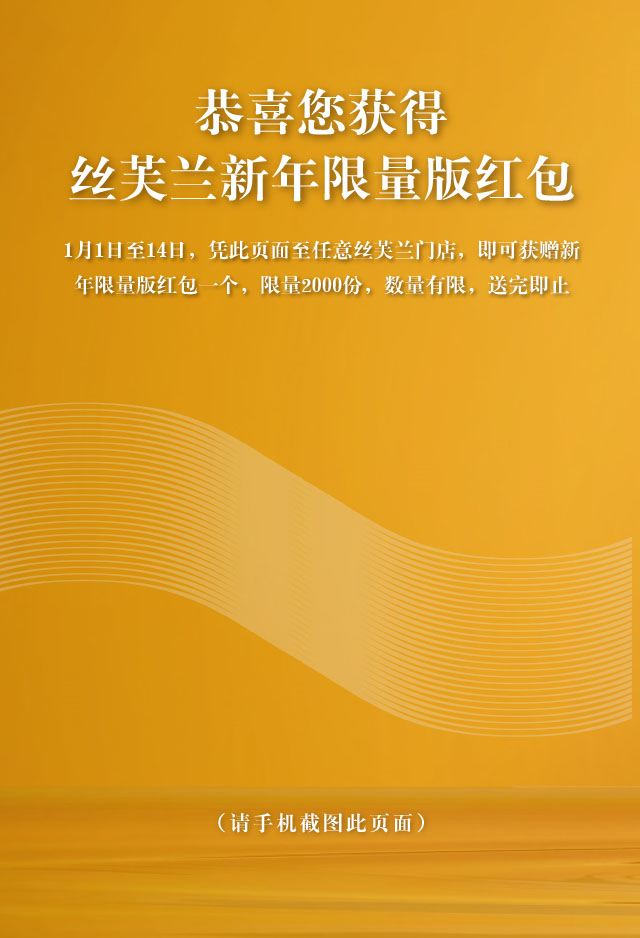 恭喜您获得
丝芙兰新年限量版红包
1月1日至14日，凭此页面至任意丝芙兰门店，即可获赠新
年限量版红包一个，限量2000份，数量有限，送完即止
（请手机截图此页面）